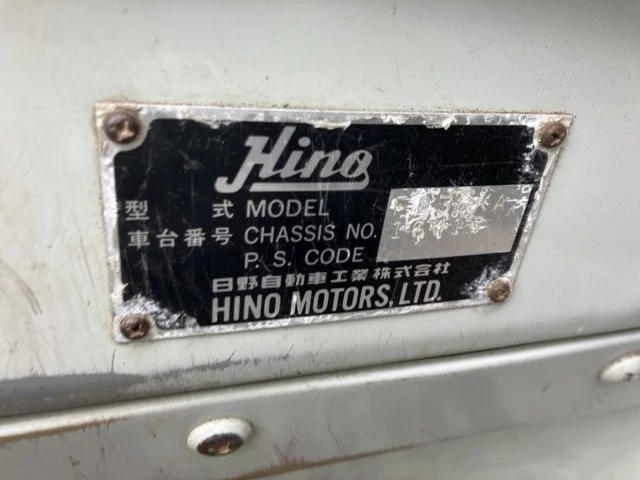 Hino
型 式 MODEL
車台番号 CHASSIS NO.
P. S. CODE
日野自動車工業株式会社
HINO MOTORS, LTD.